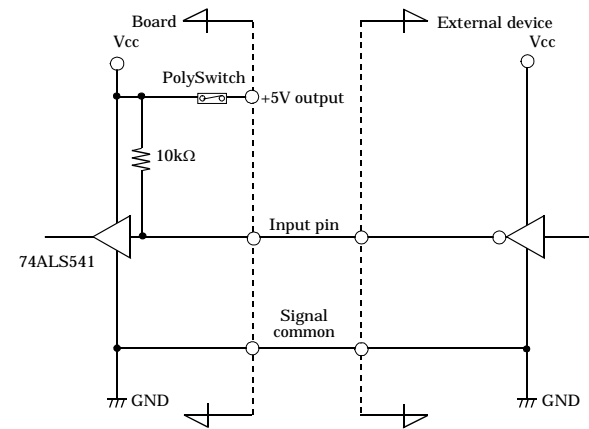 Board
External device
Vcc
Vcc
PolySwitch
+5V output
10kΩ
Input pin
74ALS541
Signal
common
GND
GND